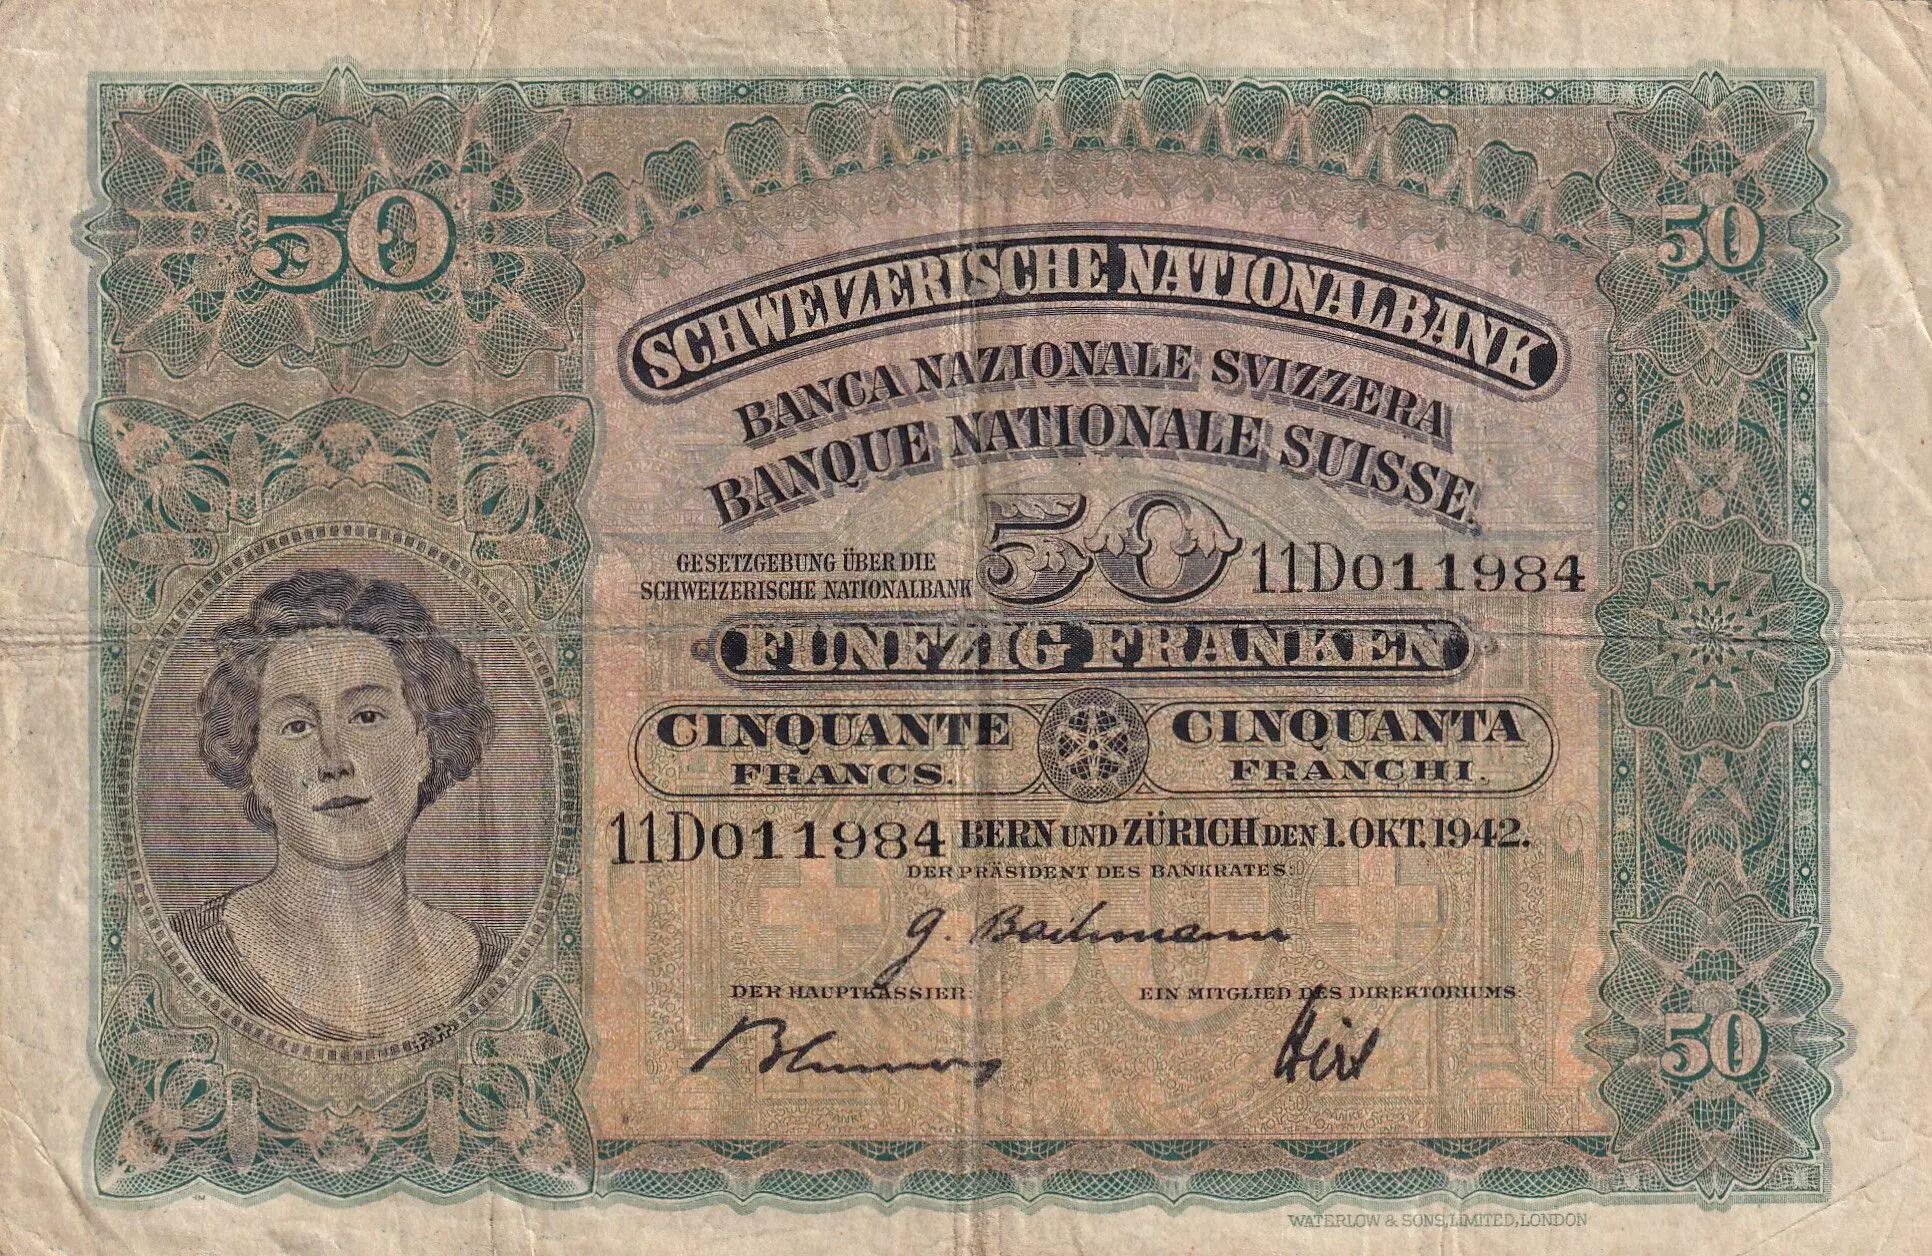 50
50
SCHWEIZERISCHE NATIONALBANK
BANCA NAZIONALE SVIZZERA
BANQUE NATIONALE SUISSE.
GESETZGEBUNG ÜBER DIE
SCHWEIZERISCHE NATIONALBANK
50
11D011984
FÜNFZIG FRANKEN
CINQUANTE
FRANCS.
CINQUANTA
FRANCHI.
11D011984
BERN UND ZÜRICH DEN 1. OKT. 1942.
DER PRÄSIDENT DES BANKRATES:
G. Bachmann
DER HAUPTKASSIER:
EIN MITGLIED DES DIREKTORIUMS:
Hirs
50
WATERLOW & SONS, LIMITED, LONDON